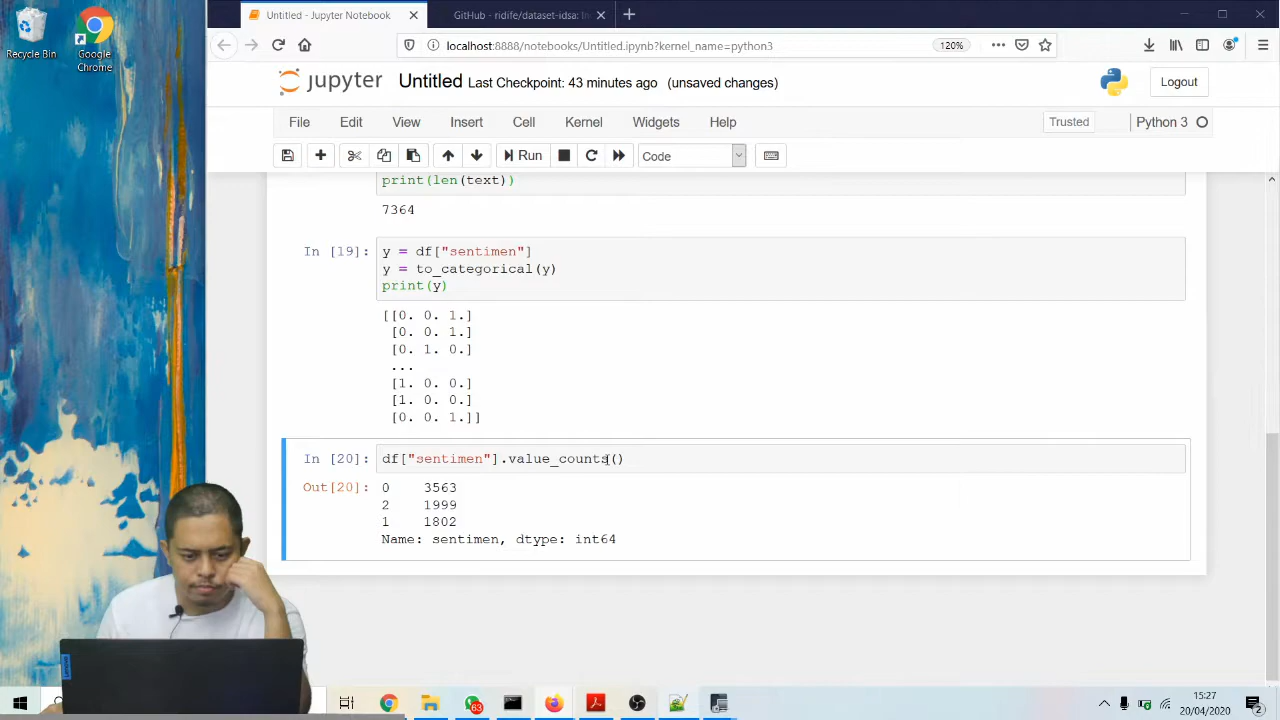 Untitled - Jupyter Notebook
GitHub - ridife/dataset-idsa: In
Recycle Bin
Google Chrome
localhost:8888/notebooks/Untitled.ipynb?kernel_name=python3
120%
jupyter Untitled Last Checkpoint: 43 minutes ago (unsaved changes)
Logout
File Edit View Insert Cell Kernel Widgets Help
Trusted Python 3
Run Code
print(len(text))
7364
In [19]: y = df["sentimen"]
y = to_categorical(y)
print(y)
[[0. 0. 1.]
[0. 0. 1.]
[0. 1. 0.]
...
[1. 0. 0.]
[1. 0. 0.]
[0. 0. 1.]]
In [20]: df["sentimen"].value_counts()
Out[20]: 0 3563
2 1999
1 1802
Name: sentimen, dtype: int64
Lenovo
63
15:27
20/04/2020
2